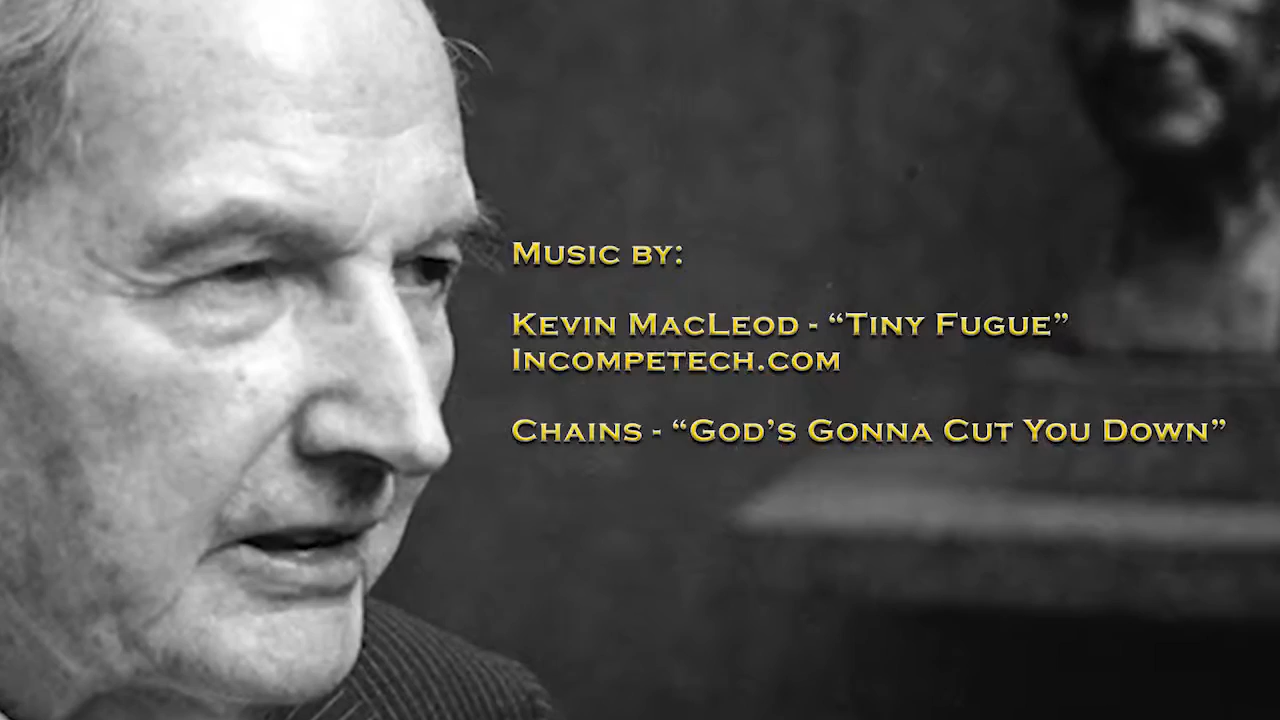 Music by:
Kevin MacLeod - “Tiny Fugue”
Incompetech.com
Chains - “God’s Gonna Cut You Down”